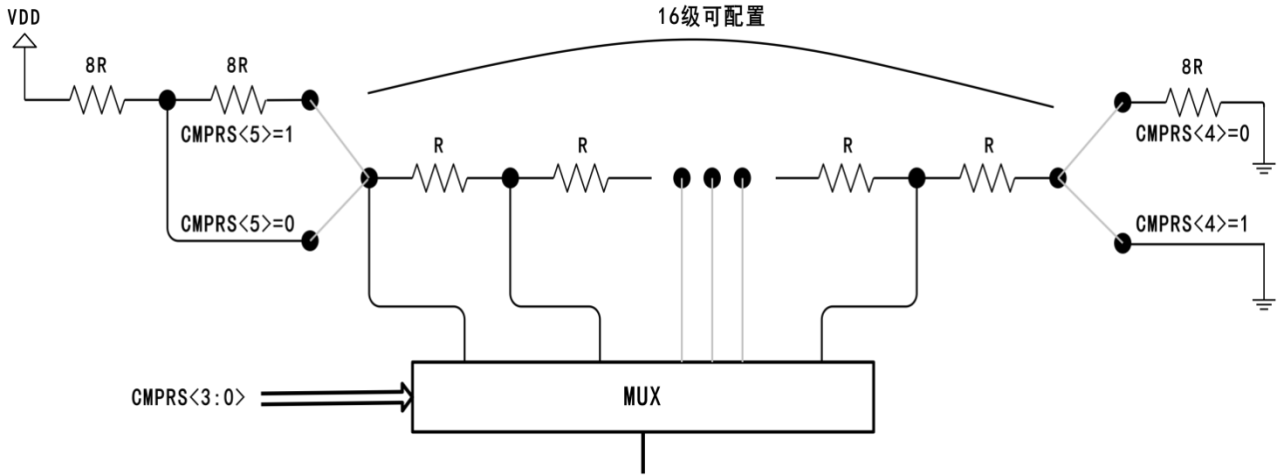 16级可配置
VDD
8R
8R
8R
CMPRS<5>=1
CMPRS<4>=0
R
R
R
R
CMPRS<5>=0
CMPRS<4>=1
CMPRS<3:0>
MUX